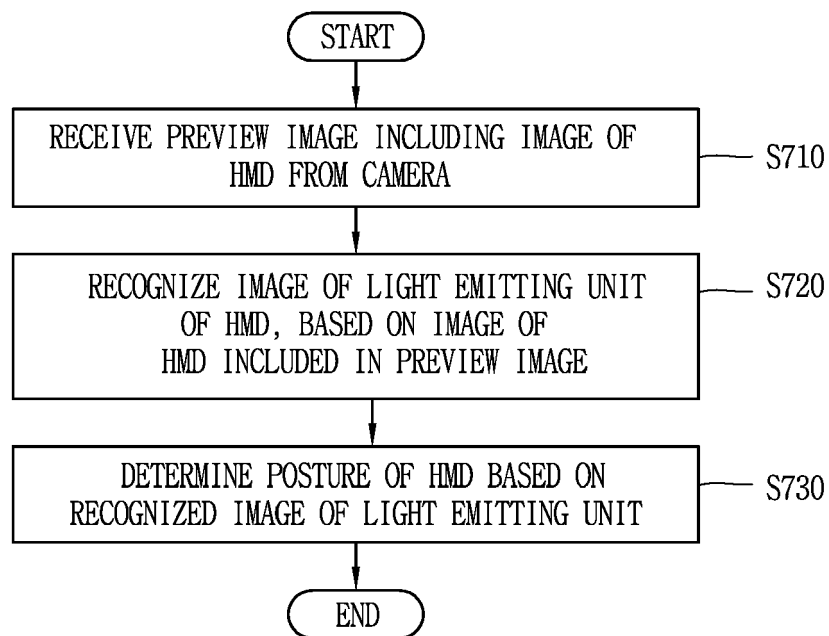 START
RECEIVE PREVIEW IMAGE INCLUDING IMAGE OF
HMD FROM CAMERA
S710
RECOGNIZE IMAGE OF LIGHT EMITTING UNIT
OF HMD, BASED ON IMAGE OF
HMD INCLUDED IN PREVIEW IMAGE
S720
DETERMINE POSTURE OF HMD BASED ON
RECOGNIZED IMAGE OF LIGHT EMITTING UNIT
S730
END